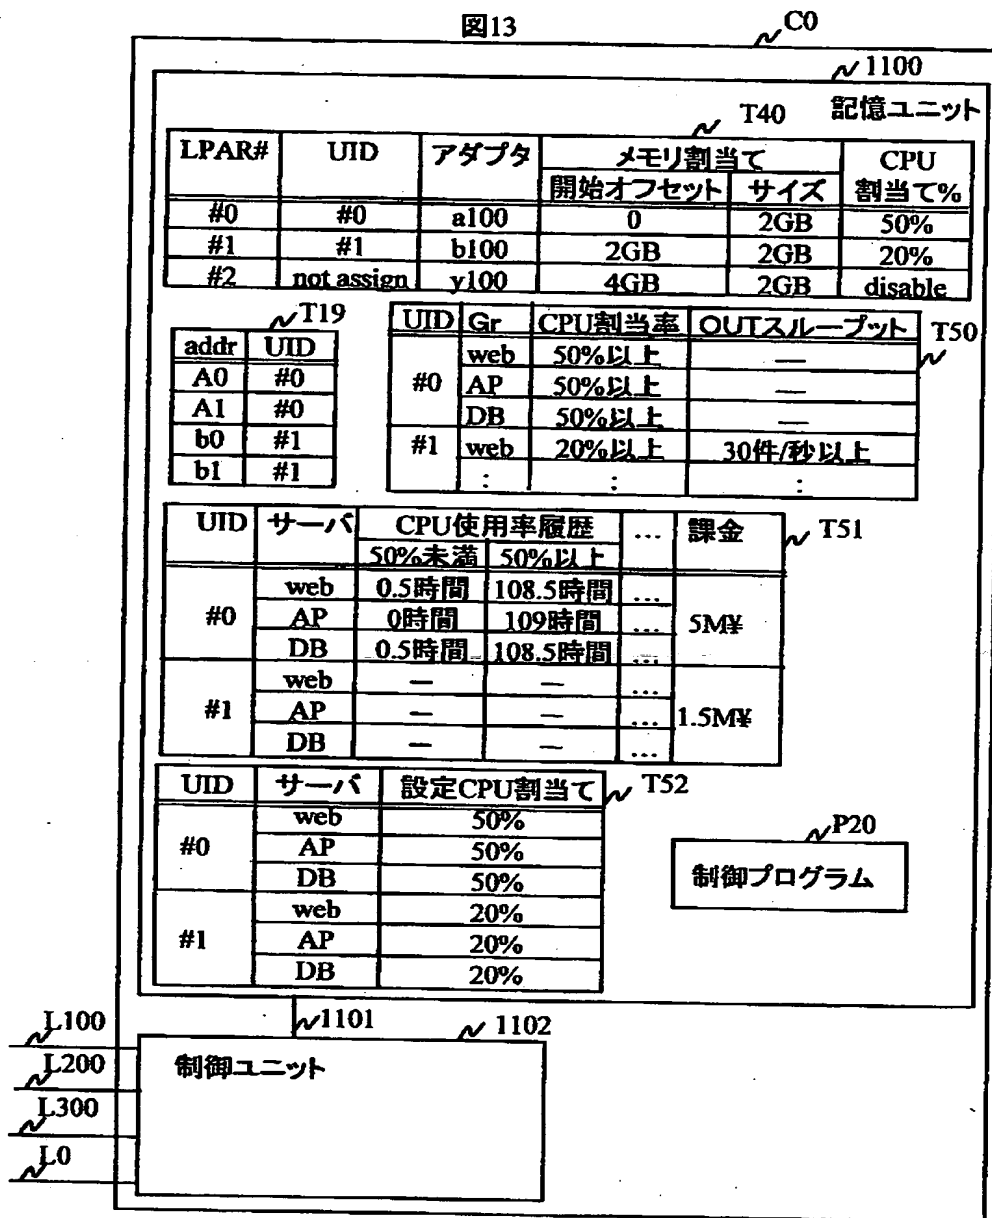 図13
C0
1100
記憶ユニット
T40
LPAR# UID アダプタ メモリ割当て CPU割当て%
開始オフセット サイズ
#0 #0 a100 0 2GB 50%
#1 #1 b100 2GB 2GB 20%
#2 not assign y100 4GB 2GB disable
T19
addr UID
A0 #0
A1 #0
b0 #1
b1 #1
T50
UID Gr CPU割当率 OUTスループット
#0 web 50%以上 —
AP 50%以上 —
DB 50%以上 —
#1 web 20%以上 30件/秒以上
: : :
T51
UID サーバ CPU使用率履歴 … 課金
50%未満 50%以上
#0 web 0.5時間 108.5時間 … 5M¥
AP 0時間 109時間 …
DB 0.5時間 108.5時間 …
#1 web — — … 1.5M¥
AP — — …
DB — — …
T52
UID サーバ 設定CPU割当て
#0 web 50%
AP 50%
DB 50%
#1 web 20%
AP 20%
DB 20%
P20
制御プログラム
1101
1102
制御ユニット
L100
L200
L300
L0